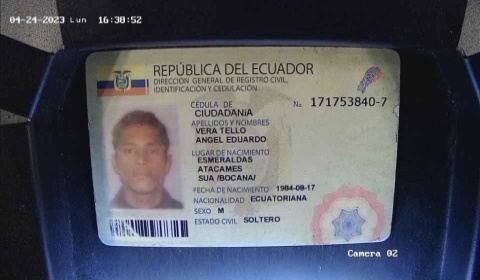 04-24-2023 Lun 16:38:52
REPÚBLICA DEL ECUADOR
DIRECCIÓN GENERAL DE REGISTRO CIVIL,
IDENTIFICACIÓN Y CEDULACIÓN
CÉDULA DE No. 171753840-7
CIUDADANÍA
APELLIDOS Y NOMBRES
VERA TELLO
ANGEL EDUARDO
LUGAR DE NACIMIENTO
ESMERALDAS
ATACAMES
SUA /BOCANA/
FECHA DE NACIMIENTO 1984-08-17
NACIONALIDAD ECUATORIANA
SEXO M
ESTADO CIVIL SOLTERO
Camera 02